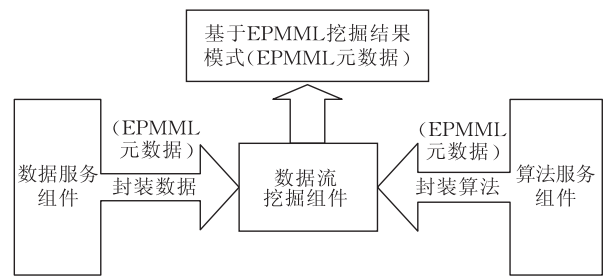 基于EPMML挖掘结果
模式(EPMML元数据)
(EPMML
元数据)
封装数据
数据服务
组件
数据流
挖掘组件
(EPMML
元数据)
封装算法
算法服务
组件